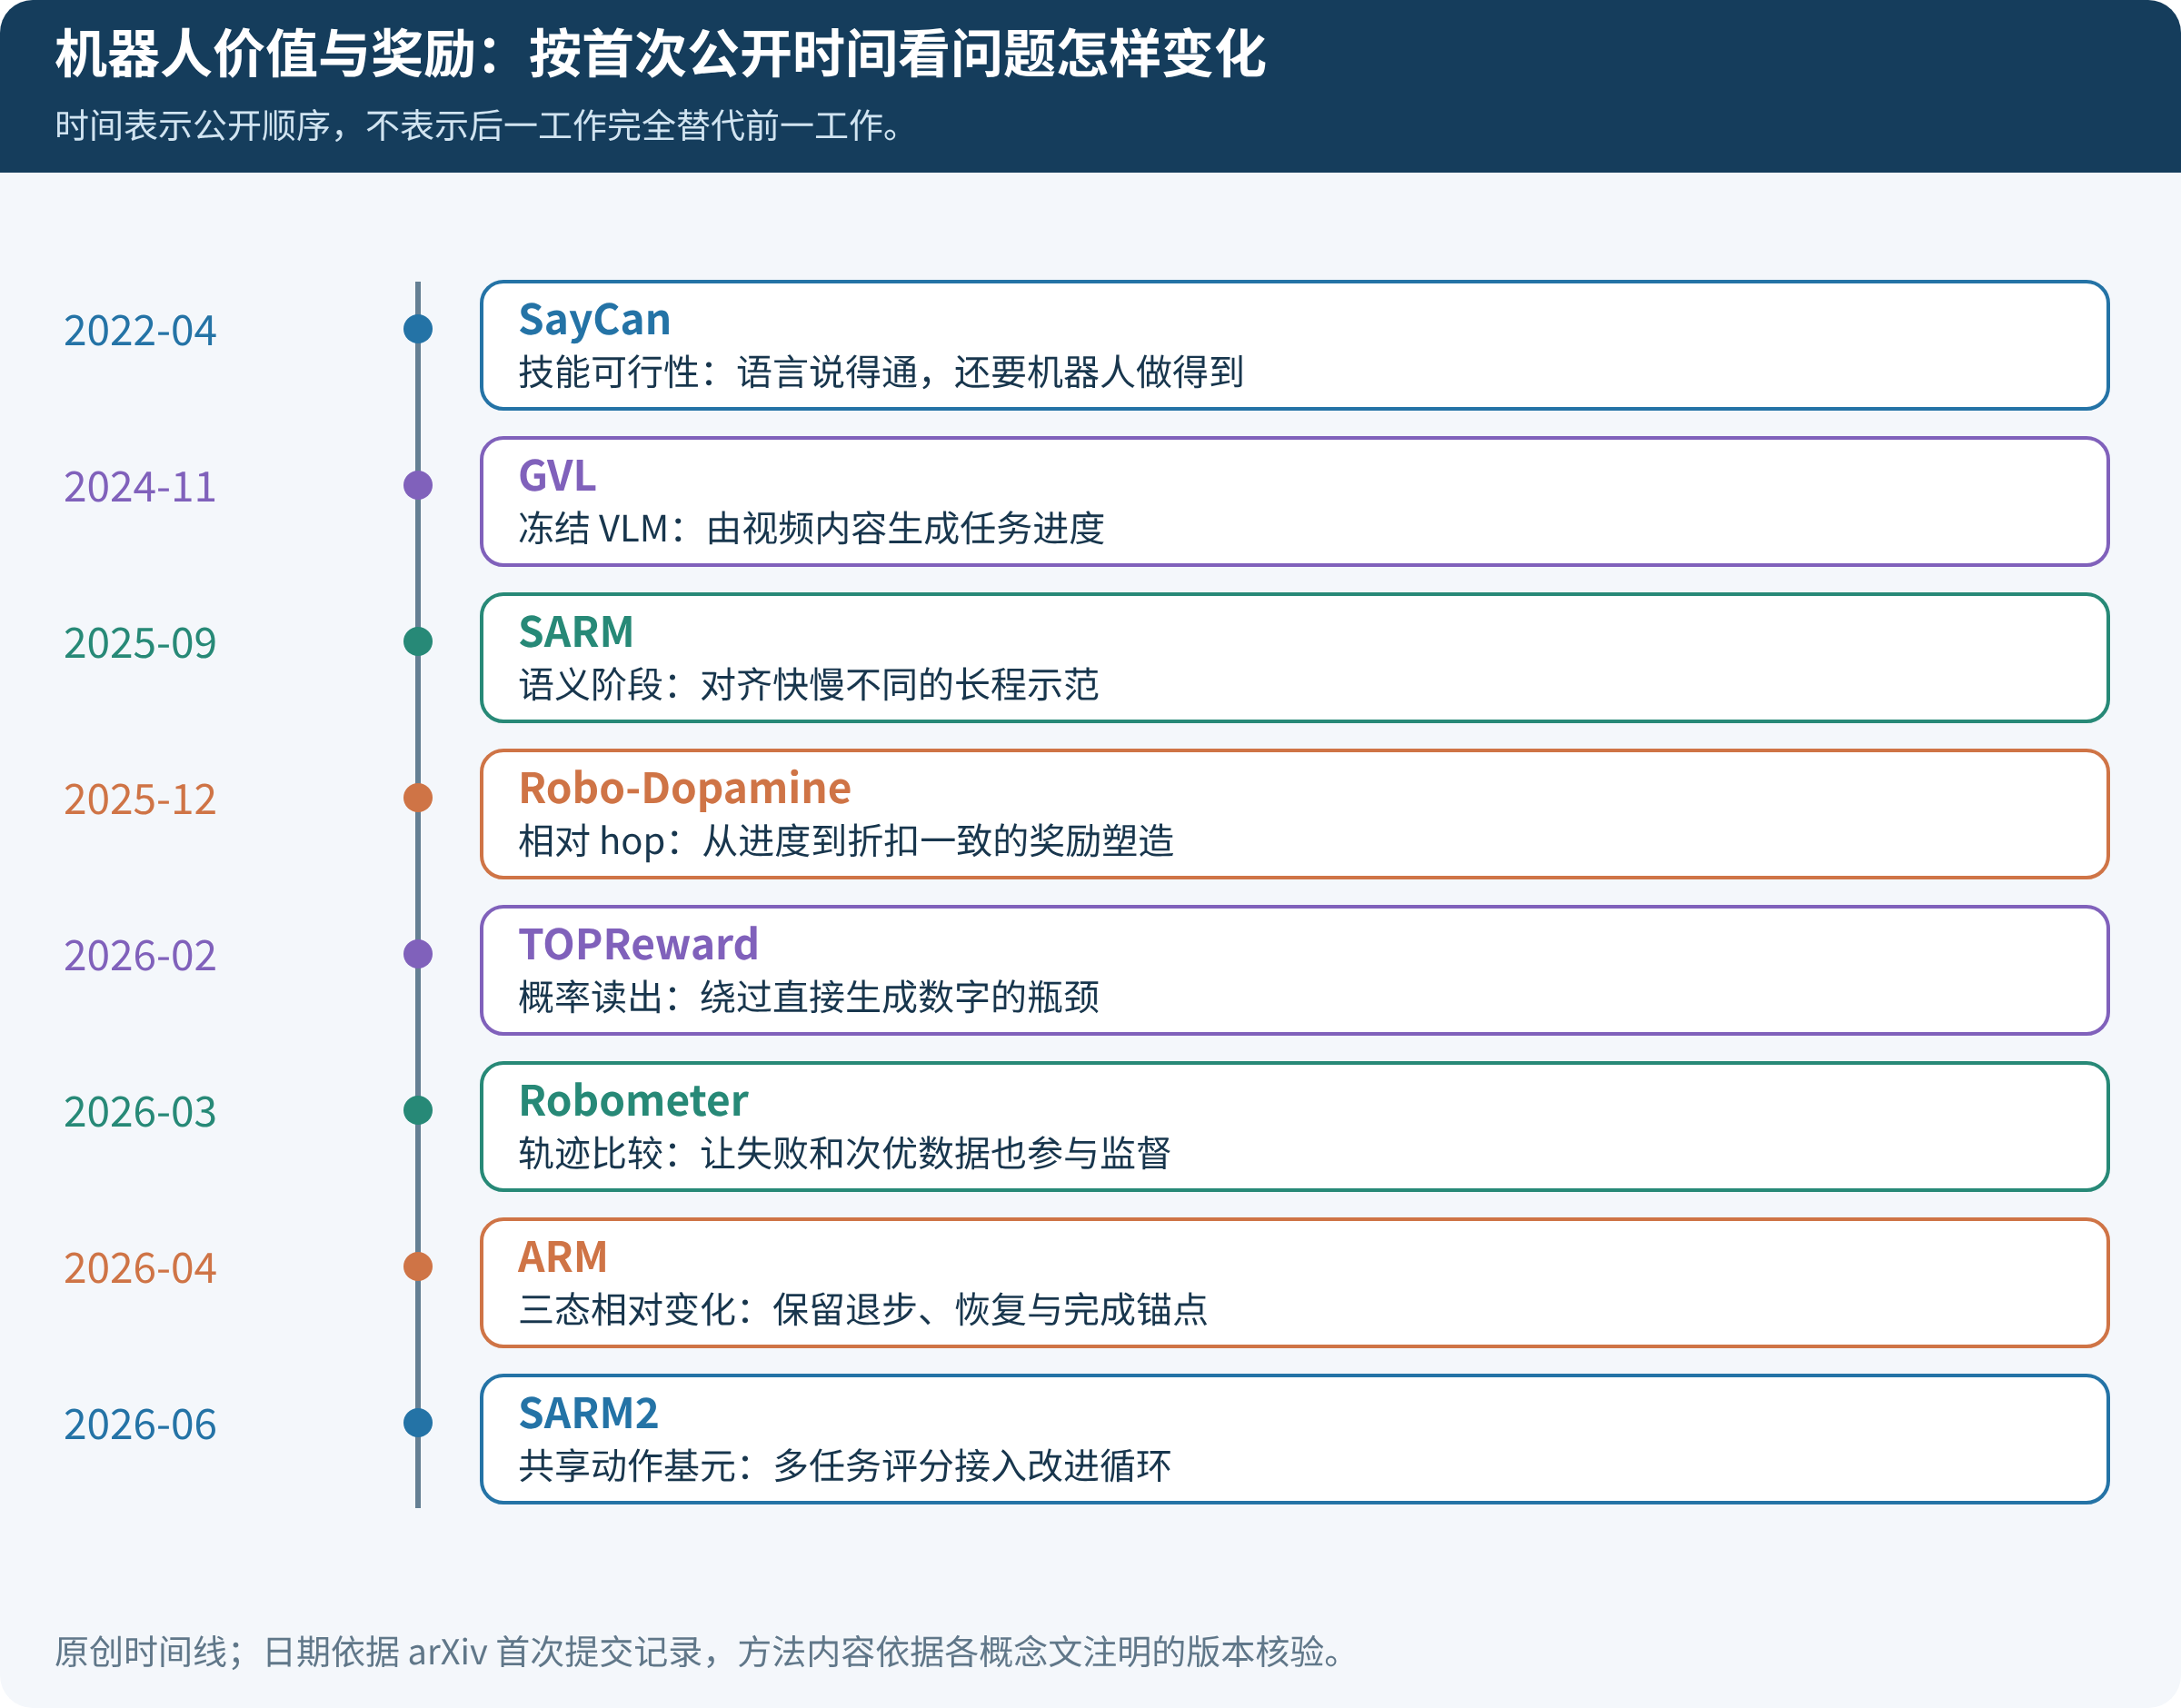 机器人价值与奖励：按首次公开时间看问题怎样变化
时间表示公开顺序，不表示后一工作完全替代前一工作。
2022-04
SayCan
技能可行性：语言说得通，还要机器人做得到
2024-11
GVL
冻结 VLM：由视频内容生成任务进度
2025-09
SARM
语义阶段：对齐快慢不同的长程示范
2025-12
Robo-Dopamine
相对 hop：从进度到折扣一致的奖励塑造
2026-02
TOPReward
概率读出：绕过直接生成数字的瓶颈
2026-03
Robometer
轨迹比较：让失败和次优数据也参与监督
2026-04
ARM
三态相对变化：保留退步、恢复与完成锚点
2026-06
SARM2
共享动作基元：多任务评分接入改进循环
原创时间线；日期依据 arXiv 首次提交记录，方法内容依据各概念文注明的版本核验。